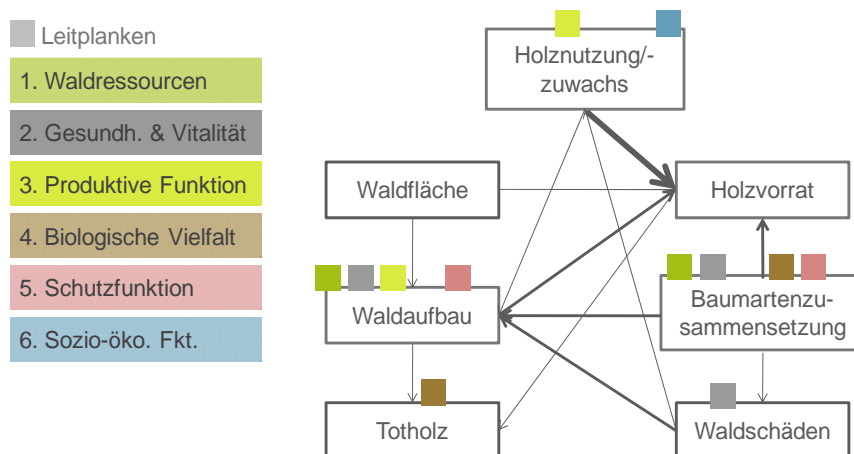 Leitplanken
1. Waldressourcen
2. Gesundh. & Vitalität
3. Produktive Funktion
4. Biologische Vielfalt
5. Schutzfunktion
6. Sozio-öko. Fkt.
Holznutzung/-
zuwachs
Waldfläche
Holzvorrat
Waldaufbau
Baumartenzu-
sammensetzung
Totholz
Waldschäden